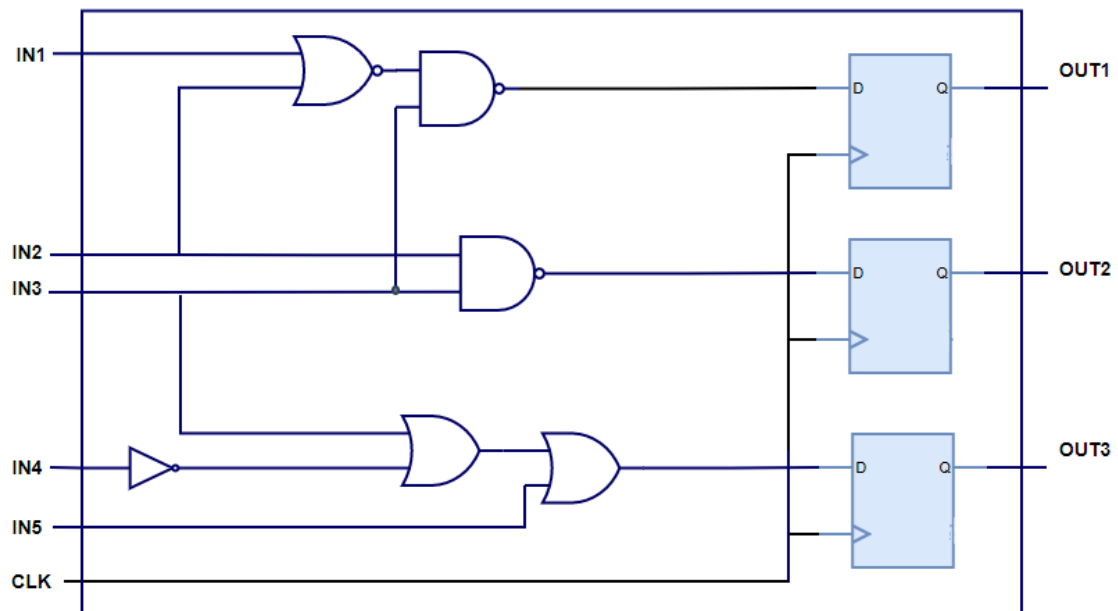 IN1
OUT1
D Q
IN2
IN3
OUT2
D Q
IN4
OUT3
D Q
IN5
CLK